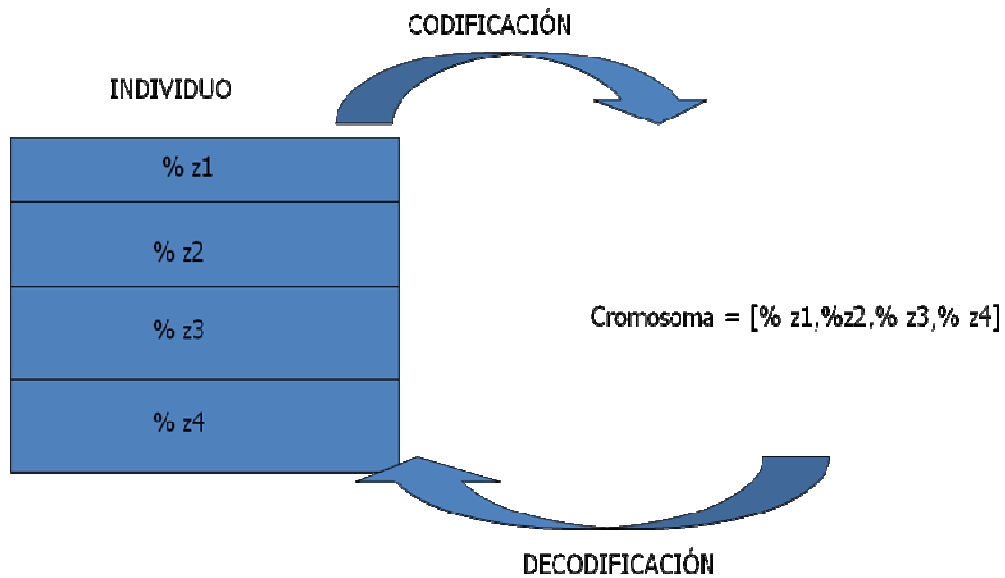 CODIFICACIÓN
INDIVIDUO
% z1
% z2
% z3
% z4
Cromosoma = [% z1,%z2,% z3,% z4]
DECODIFICACIÓN